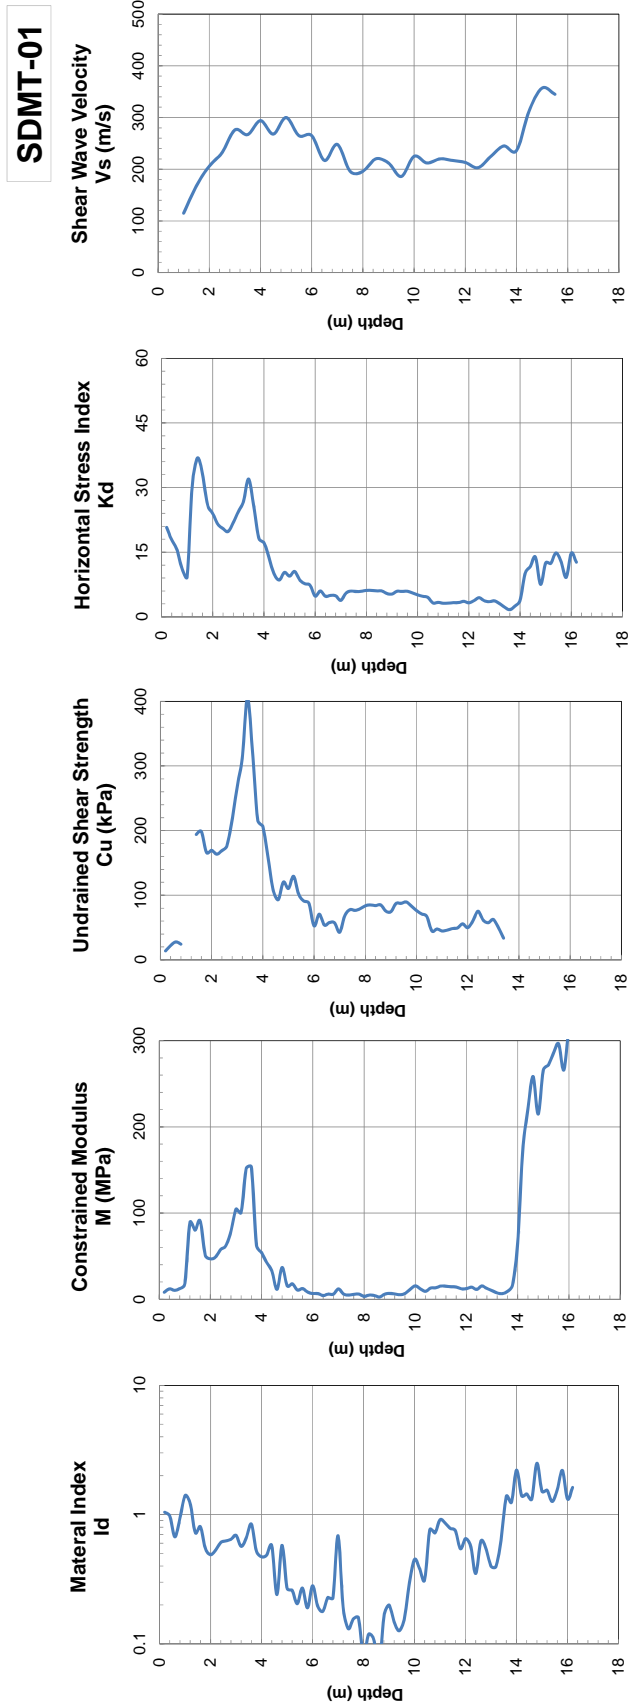 SDMT-01
Materal Index
Id
0.1 1 10
0
2
4
6
8
10
12
14
16
18
Depth (m)
Constrained Modulus
M (MPa)
0 100 200 300
0
2
4
6
8
10
12
14
16
18
Depth (m)
Undrained Shear Strength
Cu (kPa)
0 100 200 300 400
0
2
4
6
8
10
12
14
16
18
Depth (m)
Horizontal Stress Index
Kd
0 15 30 45 60
0
2
4
6
8
10
12
14
16
18
Depth (m)
Shear Wave Velocity
Vs (m/s)
0 100 200 300 400 500
0
2
4
6
8
10
12
14
16
18
Depth (m)